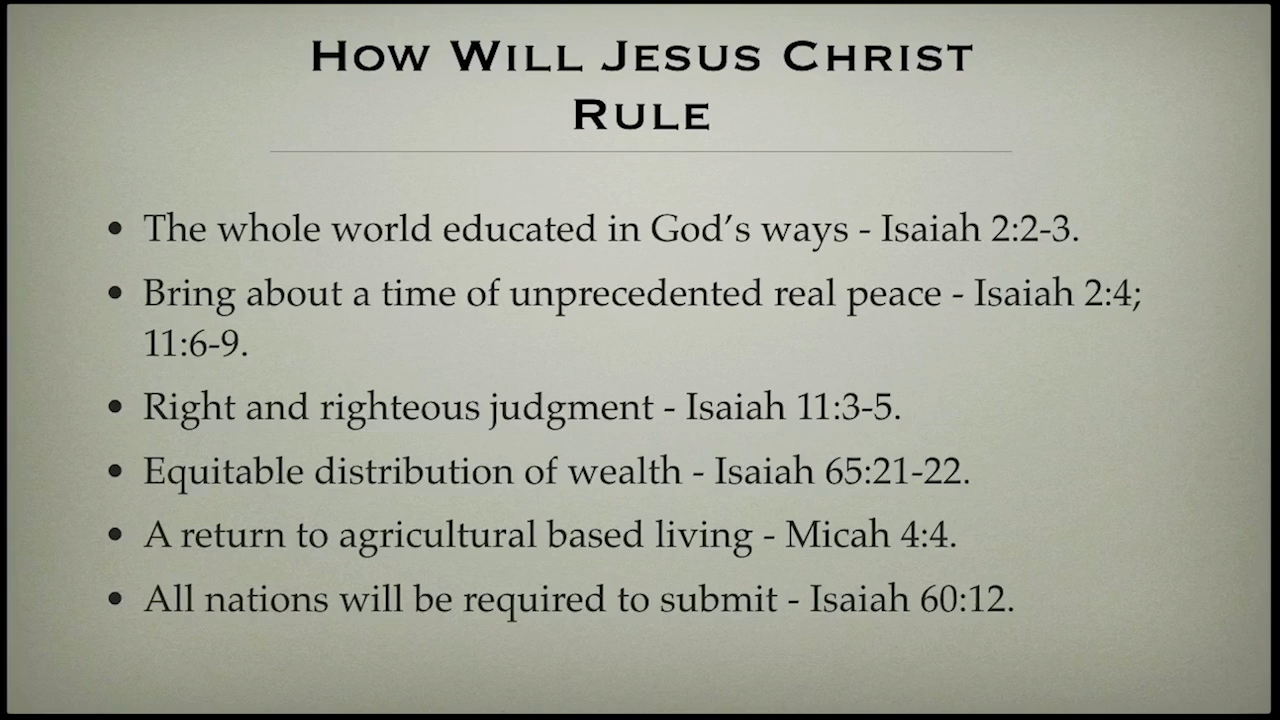 How Will Jesus Christ
Rule
• The whole world educated in God’s ways - Isaiah 2:2-3.
• Bring about a time of unprecedented real peace - Isaiah 2:4;
11:6-9.
• Right and righteous judgment - Isaiah 11:3-5.
• Equitable distribution of wealth - Isaiah 65:21-22.
• A return to agricultural based living - Micah 4:4.
• All nations will be required to submit - Isaiah 60:12.